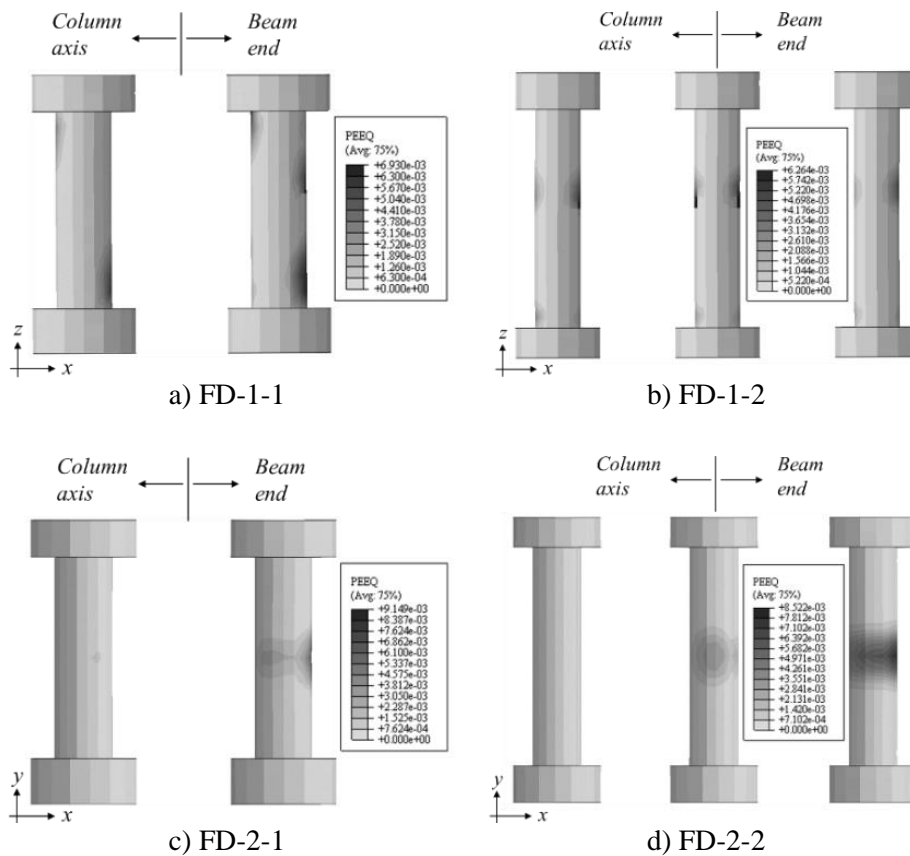 Column
axis
Beam
end
PEEQ
(Avg: 75%)
+6.930e-03
+6.300e-03
+5.670e-03
+5.040e-03
+4.410e-03
+3.780e-03
+3.150e-03
+2.520e-03
+1.890e-03
+1.260e-03
+6.300e-04
+0.000e+00
z
x
a) FD-1-1
Column
axis
Beam
end
PEEQ
(Avg: 75%)
+6.264e-03
+5.742e-03
+5.220e-03
+4.698e-03
+4.176e-03
+3.654e-03
+3.132e-03
+2.610e-03
+2.088e-03
+1.566e-03
+1.044e-03
+5.220e-04
+0.000e+00
z
x
b) FD-1-2
Column
axis
Beam
end
PEEQ
(Avg: 75%)
+9.149e-03
+8.387e-03
+7.624e-03
+6.862e-03
+6.100e-03
+5.337e-03
+4.575e-03
+3.812e-03
+3.050e-03
+2.287e-03
+1.525e-03
+7.624e-04
+0.000e+00
y
x
c) FD-2-1
Column
axis
Beam
end
PEEQ
(Avg: 75%)
+8.522e-03
+7.812e-03
+7.102e-03
+6.392e-03
+5.682e-03
+4.971e-03
+4.261e-03
+3.551e-03
+2.841e-03
+2.131e-03
+1.420e-03
+7.102e-04
+0.000e+00
y
x
d) FD-2-2